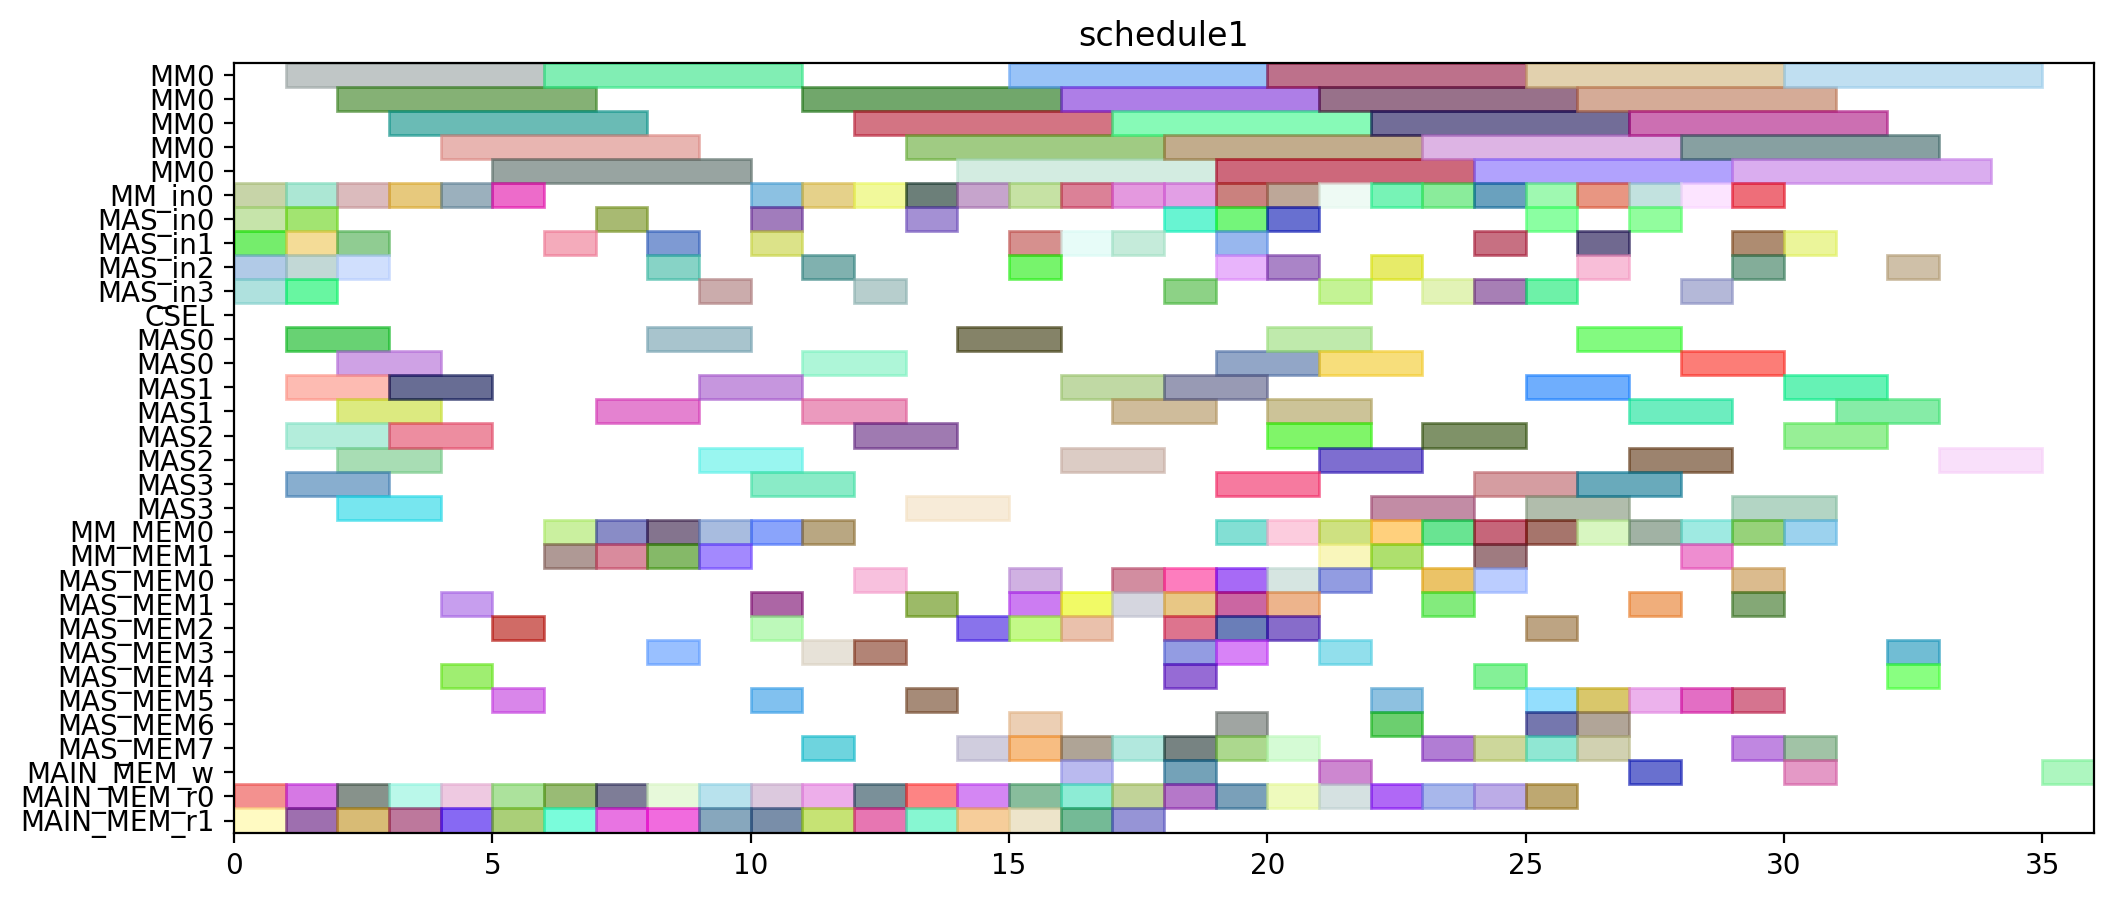 schedule1
MM0
MM0
MM0
MM0
MM0
MM_in0
MAS_in0
MAS_in1
MAS_in2
MAS_in3
CSEL
MAS0
MAS0
MAS1
MAS1
MAS2
MAS2
MAS3
MAS3
MM_MEM0
MM_MEM1
MAS_MEM0
MAS_MEM1
MAS_MEM2
MAS_MEM3
MAS_MEM4
MAS_MEM5
MAS_MEM6
MAS_MEM7
MAIN_MEM_w
MAIN_MEM_r0
MAIN_MEM_r1
0 5 10 15 20 25 30 35